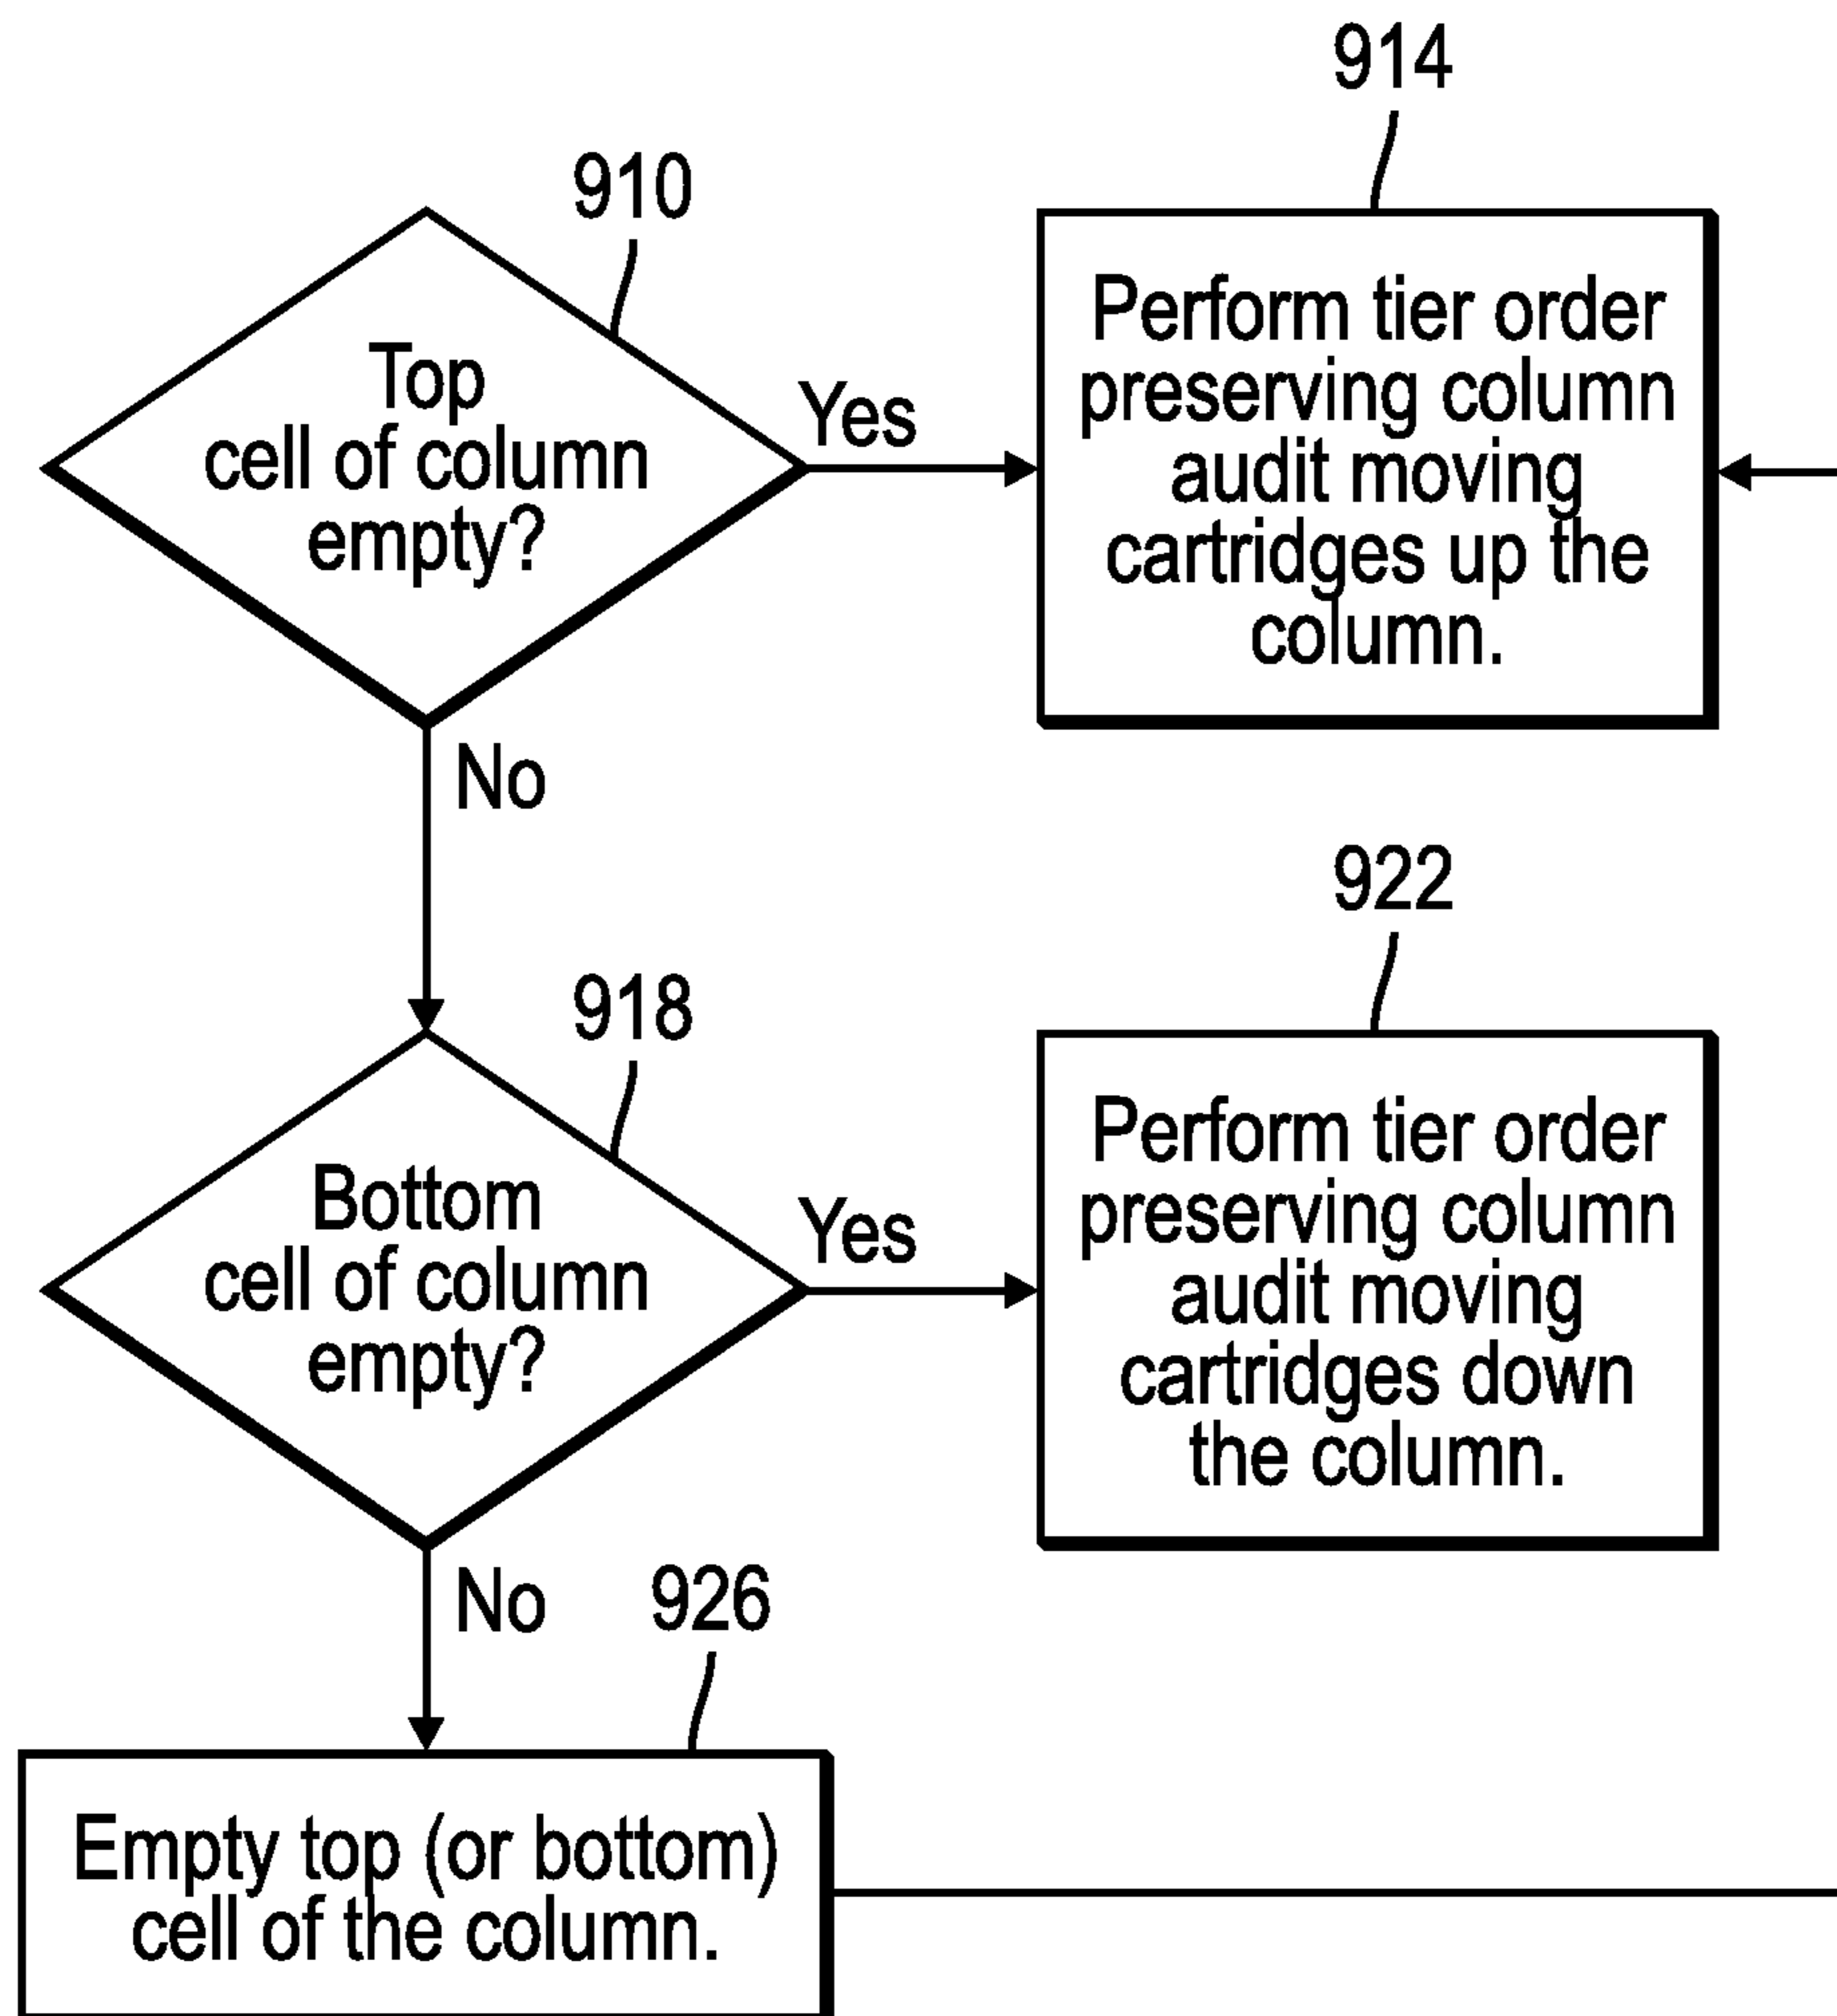 914
910
Perform tier order
preserving column
audit moving
cartridges up the
column.
Top
cell of column
empty?
Yes
No
922
918
Perform tier order
preserving column
audit moving
cartridges down
the column.
Bottom
cell of column
empty?
Yes
No
926
Empty top (or bottom)
cell of the column.